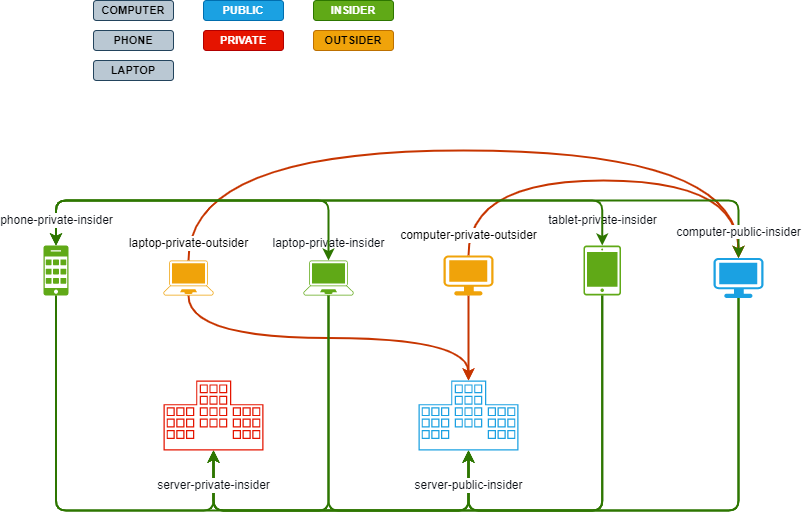 COMPUTER
PUBLIC
INSIDER
PHONE
PRIVATE
OUTSIDER
LAPTOP
phone-private-insider
laptop-private-outsider
laptop-private-insider
computer-private-outsider
tablet-private-insider
computer-public-insider
server-private-insider
server-public-insider